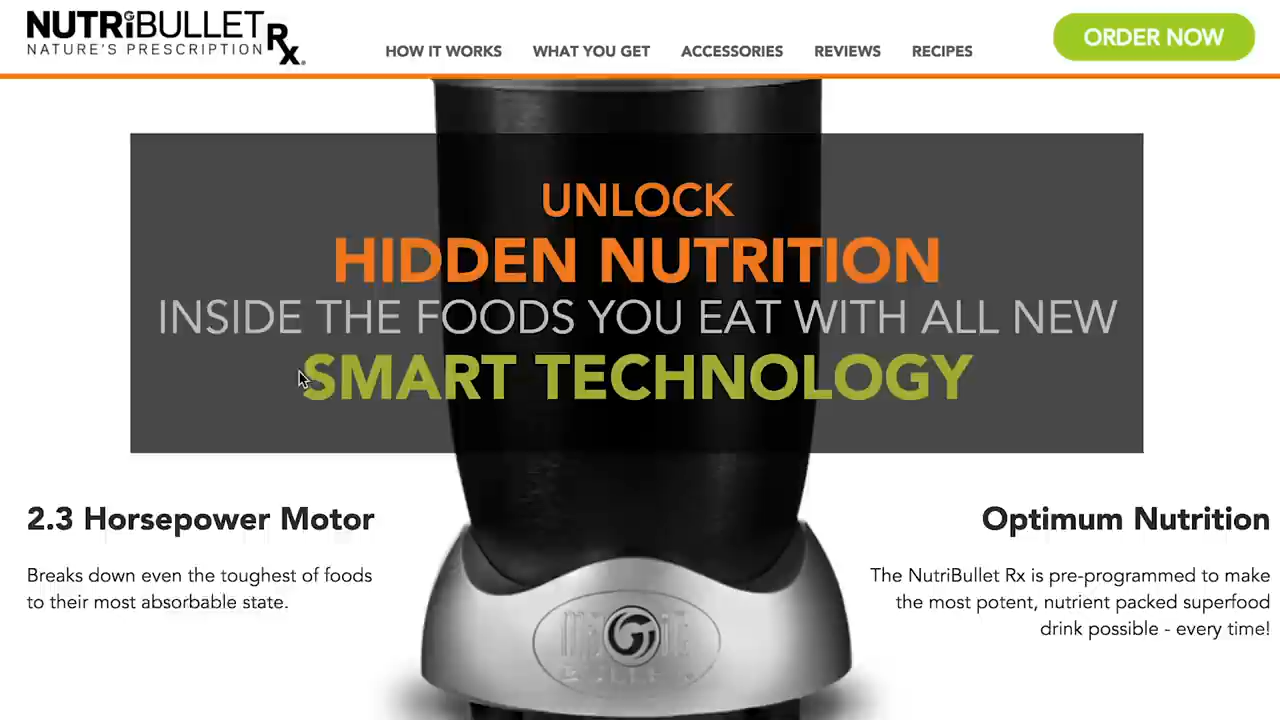 NUTRiBULLET Rx®
NATURE'S PRESCRIPTION
HOW IT WORKS
WHAT YOU GET
ACCESSORIES
REVIEWS
RECIPES
ORDER NOW
UNLOCK
HIDDEN NUTRITION
INSIDE THE FOODS YOU EAT WITH ALL NEW
SMART TECHNOLOGY
2.3 Horsepower Motor
Breaks down even the toughest of foods
to their most absorbable state.
Optimum Nutrition
The NutriBullet Rx is pre-programmed to make
the most potent, nutrient packed superfood
drink possible - every time!